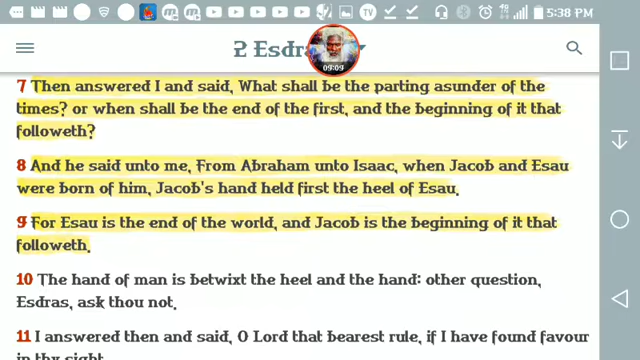 TV
4G
5:38 PM
2 Esdras
09:09
7 Then answered I and said, What shall be the parting asunder of the
times? or when shall be the end of the first, and the beginning of it that
followeth?
8 And he said unto me, From Abraham unto Isaac, when Jacob and Esau
were born of him, Jacob's hand held first the heel of Esau.
9 For Esau is the end of the world, and Jacob is the beginning of it that
followeth.
10 The hand of man is betwixt the heel and the hand: other question,
Esdras, ask thou not.
11 I answered then and said, O Lord that bearest rule, if I have found favour
in thy sight